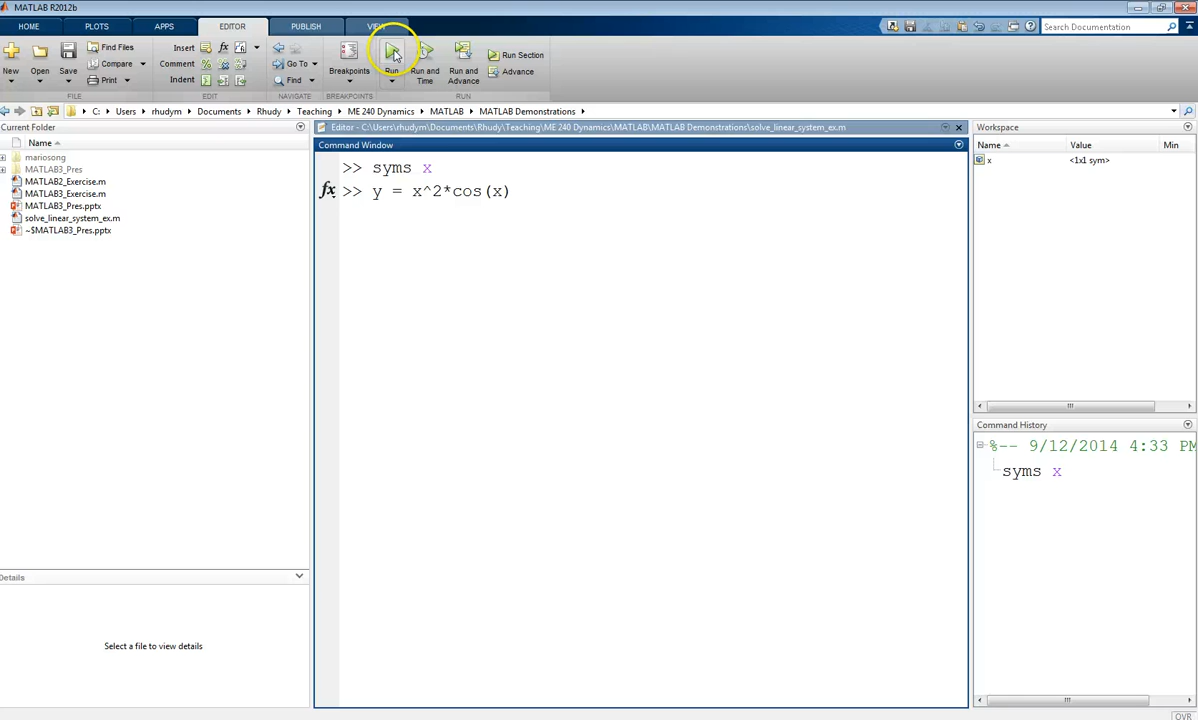 MATLAB R2012b
HOME PLOTS APPS EDITOR PUBLISH VIEW
Search Documentation
New Open Save Find Files Compare Print
Insert Comment Indent
Go To Find
Breakpoints Run Run and Time Run and Advance Run Section Advance
FILE EDIT NAVIGATE BREAKPOINTS RUN
C: Users rhudym Documents Rhudy Teaching ME 240 Dynamics MATLAB MATLAB Demonstrations
Current Folder
Name
mariosong
MATLAB3_Pres
MATLAB2_Exercise.m
MATLAB3_Exercise.m
MATLAB3_Pres.pptx
solve_linear_system_ex.m
~$MATLAB3_Pres.pptx
Details
Select a file to view details
Editor - C:\Users\rhudym\Documents\Rhudy\Teaching\ME 240 Dynamics\MATLAB\MATLAB Demonstrations\solve_linear_system_ex.m
Command Window
>> syms x
fx >> y = x^2*cos(x)
Workspace
Name Value Min
x <1x1 sym>
Command History
%-- 9/12/2014 4:33 PM
syms x
OVR